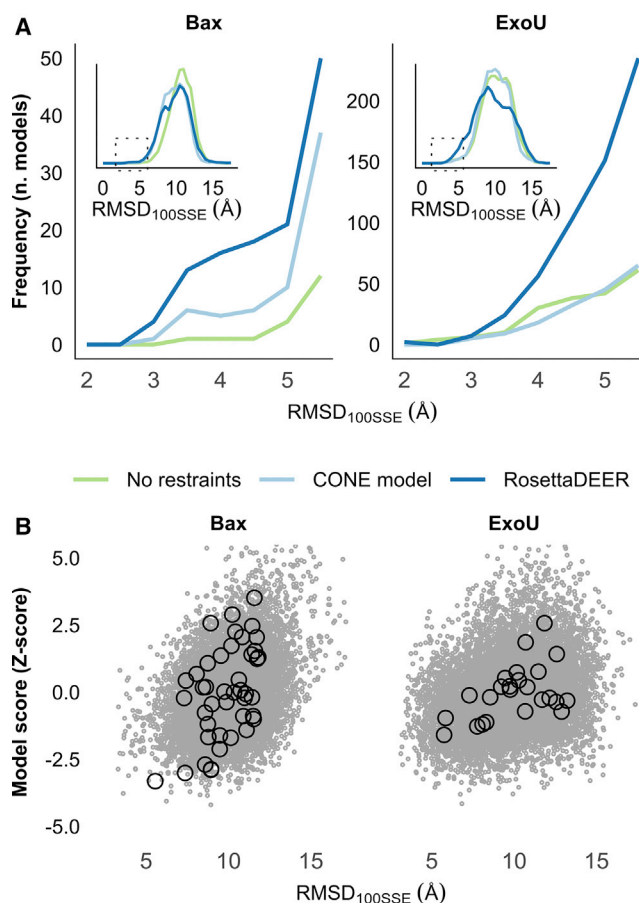 A
Bax
ExoU
Frequency (n. models)
50
40
30
20
10
0
0 5 10 15
RMSD100SSE (Å)
2 3 4 5
200
150
100
50
0
0 5 10 15
RMSD100SSE (Å)
2 3 4 5
RMSD100SSE (Å)
No restraints CONE model RosettaDEER
B
Bax
ExoU
Model score (Z-score)
5.0
2.5
0.0
-2.5
-5.0
5 10 15
5 10 15
RMSD100SSE (Å)